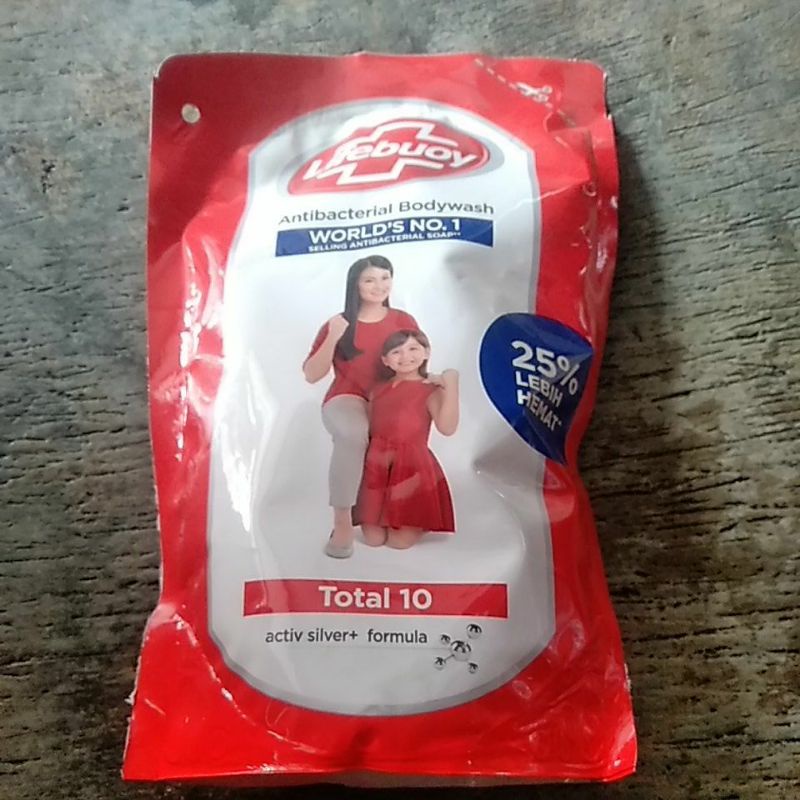 Lifebuoy
Antibacterial Bodywash
WORLD'S NO. 1
SELLING ANTIBACTERIAL SOAP**
25%
LEBIH
HEMAT*
Total 10
activ silver+ formula